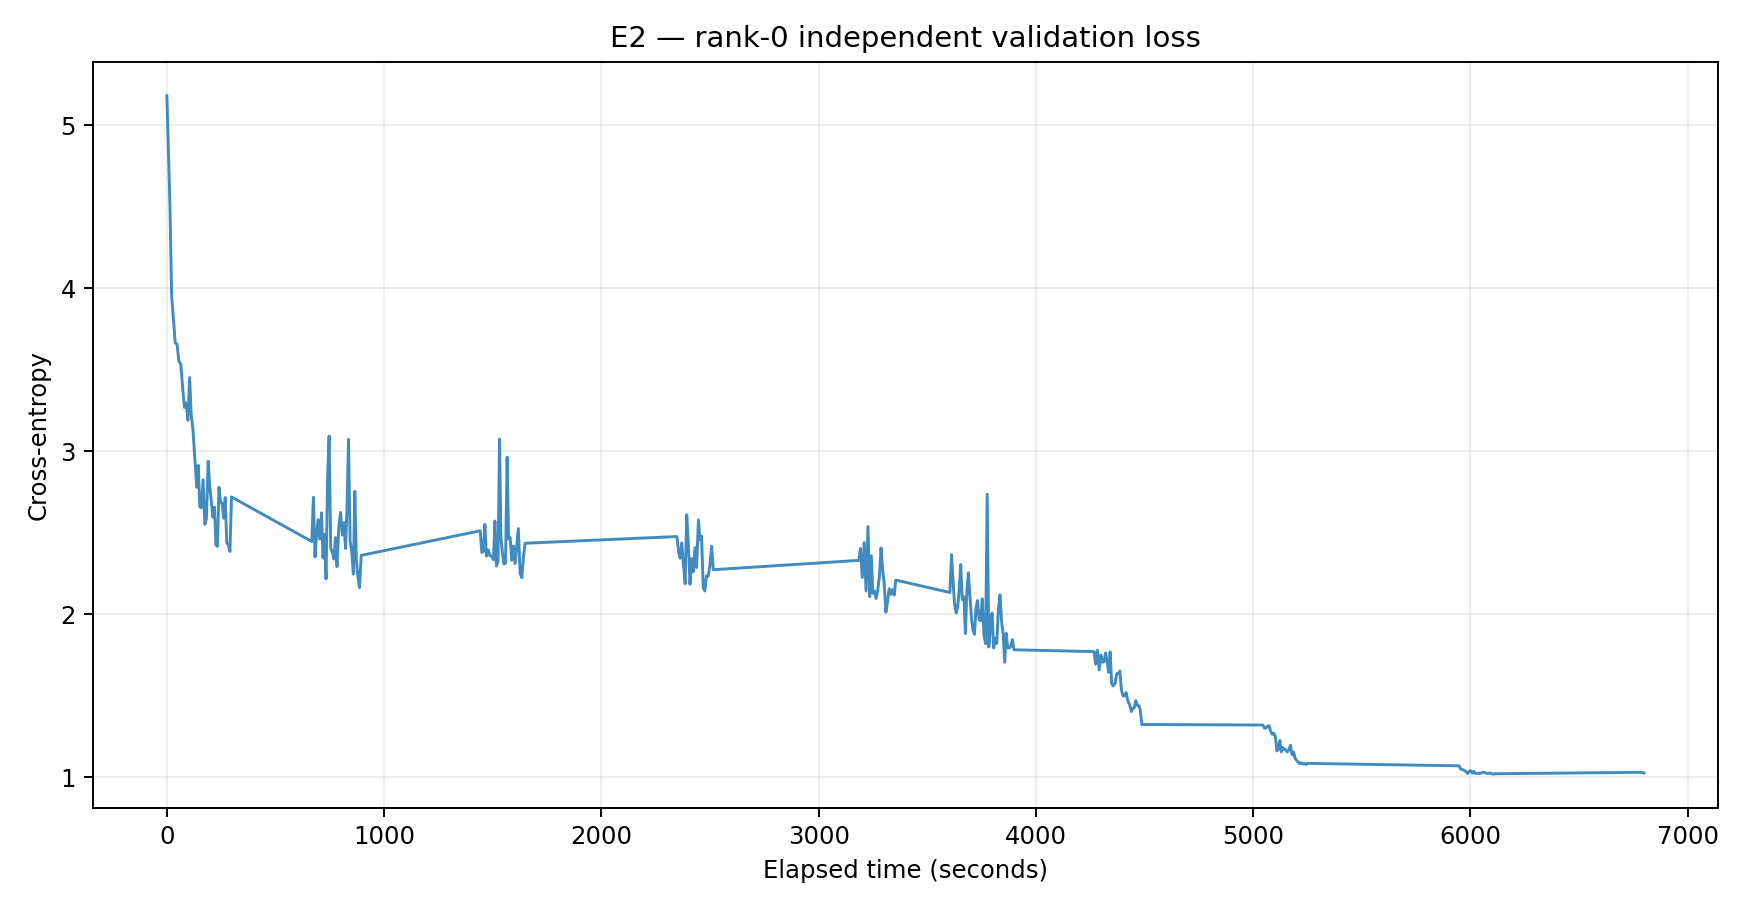 E2 — rank-0 independent validation loss
Cross-entropy
5
4
3
2
1
0 1000 2000 3000 4000 5000 6000 7000
Elapsed time (seconds)